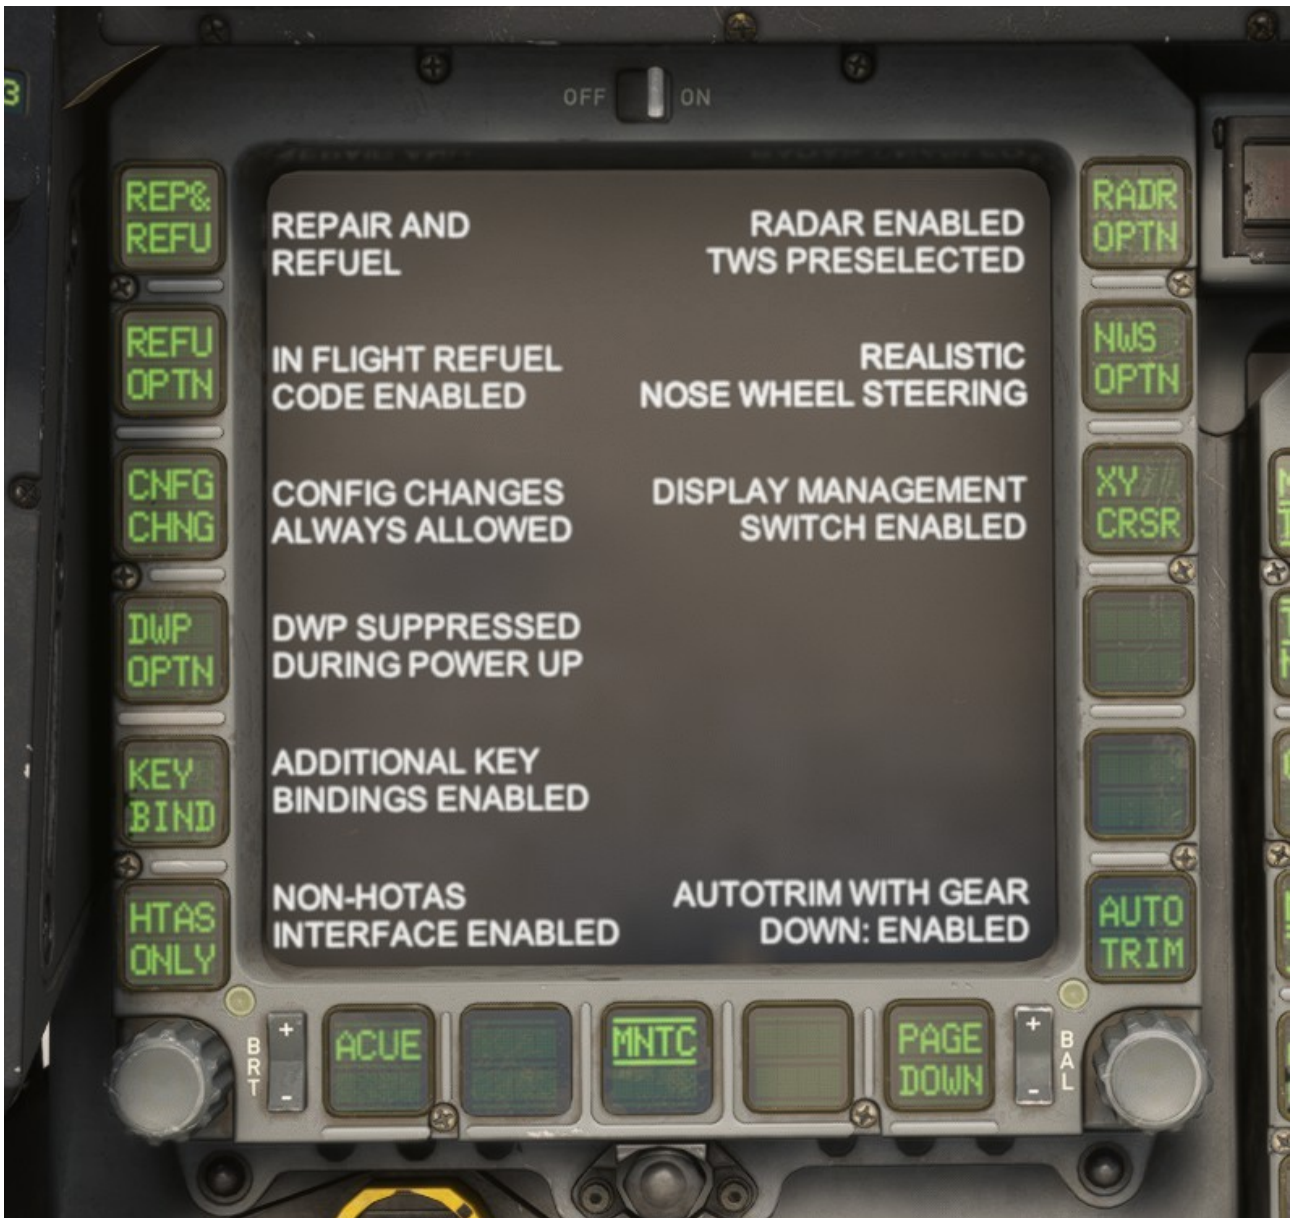 OFF ON
3
REP&
REFU
REPAIR AND
REFUEL
RADAR ENABLED
TWS PRESELECTED
RADR
OPTN
REFU
OPTN
IN FLIGHT REFUEL
CODE ENABLED
REALISTIC
NOSE WHEEL STEERING
NWS
OPTN
CNFG
CHNG
CONFIG CHANGES
ALWAYS ALLOWED
DISPLAY MANAGEMENT
SWITCH ENABLED
XY
CRSR
DWP
OPTN
DWP SUPPRESSED
DURING POWER UP
KEY
BIND
ADDITIONAL KEY
BINDINGS ENABLED
HTAS
ONLY
NON-HOTAS
INTERFACE ENABLED
AUTOTRIM WITH GEAR
DOWN: ENABLED
AUTO
TRIM
BRT
+
-
ACUE
MNTC
PAGE
DOWN
+
-
BAL